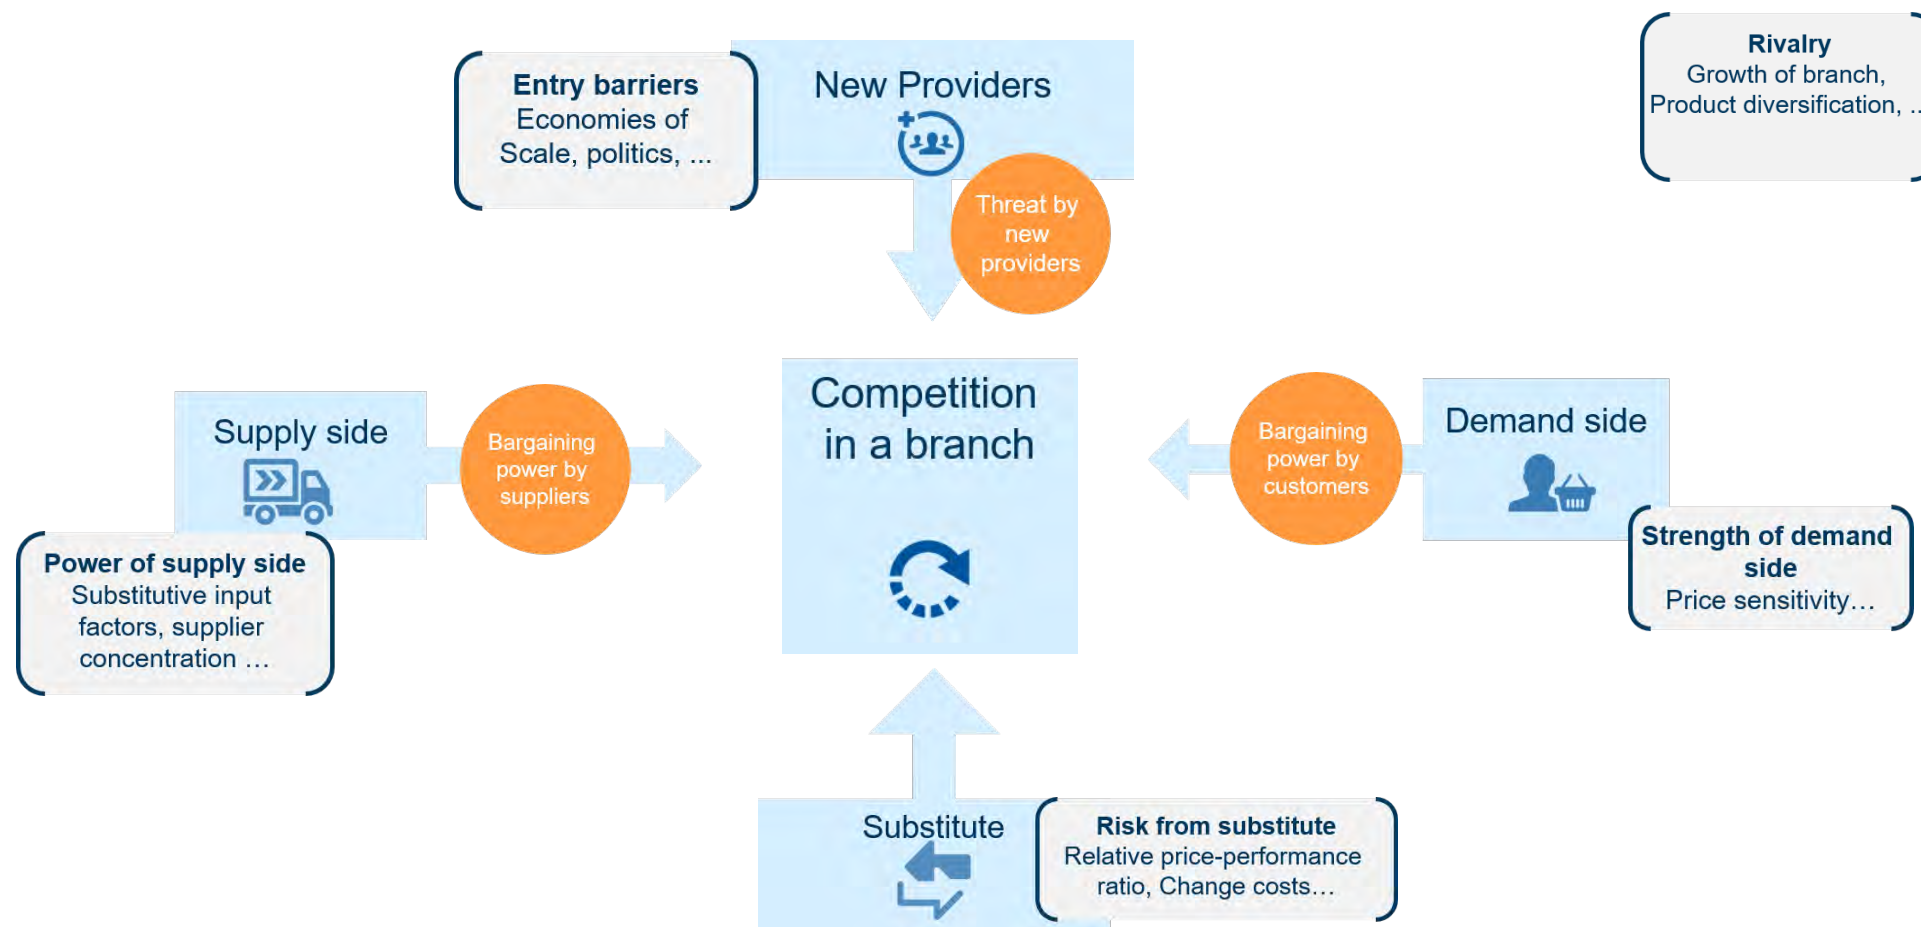 Entry barriers
Economies of
Scale, politics, ...
New Providers
Rivalry
Growth of branch,
Product diversification, ..
Threat by
new
providers
Supply side
Bargaining
power by
suppliers
Power of supply side
Substitutive input
factors, supplier
concentration …
Competition
in a branch
Bargaining
power by
customers
Demand side
Strength of demand
side
Price sensitivity…
Substitute
Risk from substitute
Relative price-performance
ratio, Change costs…